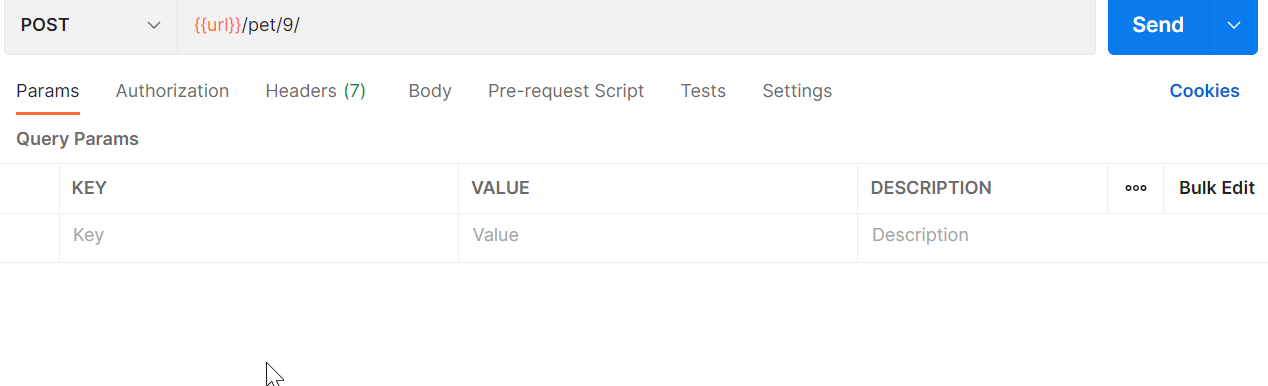 POST {{url}}/pet/9/ Send
Params Authorization Headers (7) Body Pre-request Script Tests Settings Cookies
Query Params
KEY VALUE DESCRIPTION Bulk Edit
Key Value Description